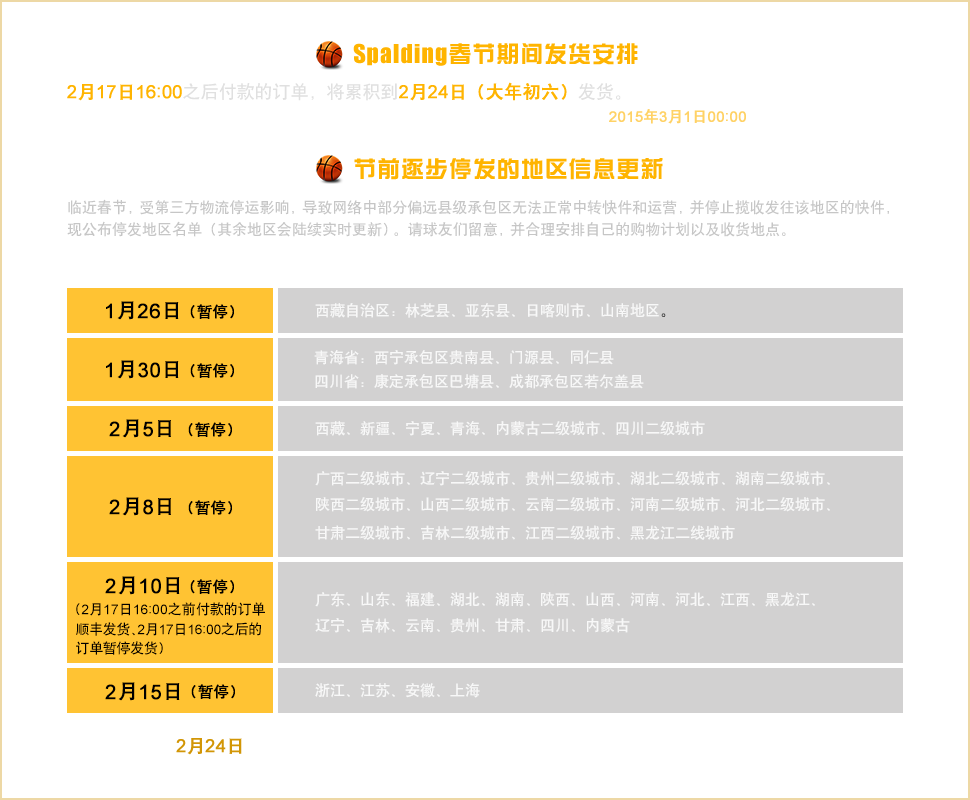 Spalding春节期间发货安排
2月17日16:00之后付款的订单，将累积到2月24日（大年初六）发货。
2015年3月1日00:00
节前逐步停发的地区信息更新
临近春节，受第三方物流停运影响，导致网络中部分偏远县级承包区无法正常中转快件和运营，并停止揽收发往该地区的快件，
现公布停发地区名单（其余地区会陆续实时更新）。请球友们留意，并合理安排自己的购物计划以及收货地点。
1月26日（暂停）
西藏自治区：林芝县、亚东县、日喀则市、山南地区。
1月30日（暂停）
青海省：西宁承包区贵南县、门源县、同仁县
四川省：康定承包区巴塘县、成都承包区若尔盖县
2月5日（暂停）
西藏、新疆、宁夏、青海、内蒙古二级城市、四川二级城市
2月8日（暂停）
广西二级城市、辽宁二级城市、贵州二级城市、湖北二级城市、湖南二级城市、
陕西二级城市、山西二级城市、云南二级城市、河南二级城市、河北二级城市、
甘肃二级城市、吉林二级城市、江西二级城市、黑龙江二线城市
2月10日（暂停）
（2月17日16:00之前付款的订单
顺丰发货、2月17日16:00之后的
订单暂停发货）
广东、山东、福建、湖北、湖南、陕西、山西、河南、河北、江西、黑龙江、
辽宁、吉林、云南、贵州、甘肃、四川、内蒙古
2月15日（暂停）
浙江、江苏、安徽、上海
2月24日